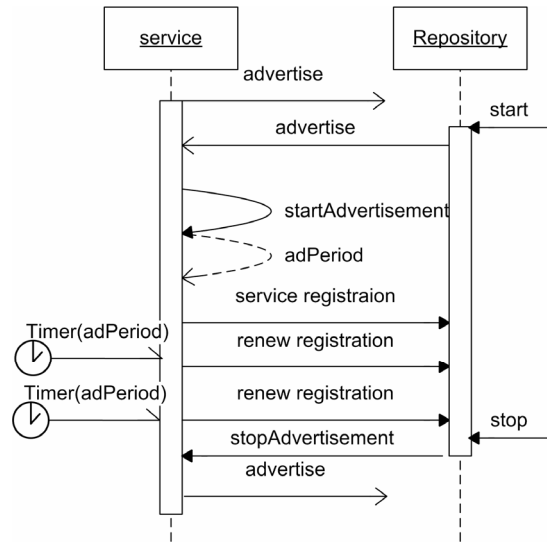 service
Repository
advertise
start
advertise
startAdvertisement
adPeriod
service registraion
Timer(adPeriod)
renew registration
Timer(adPeriod)
renew registration
stop
stopAdvertisement
advertise